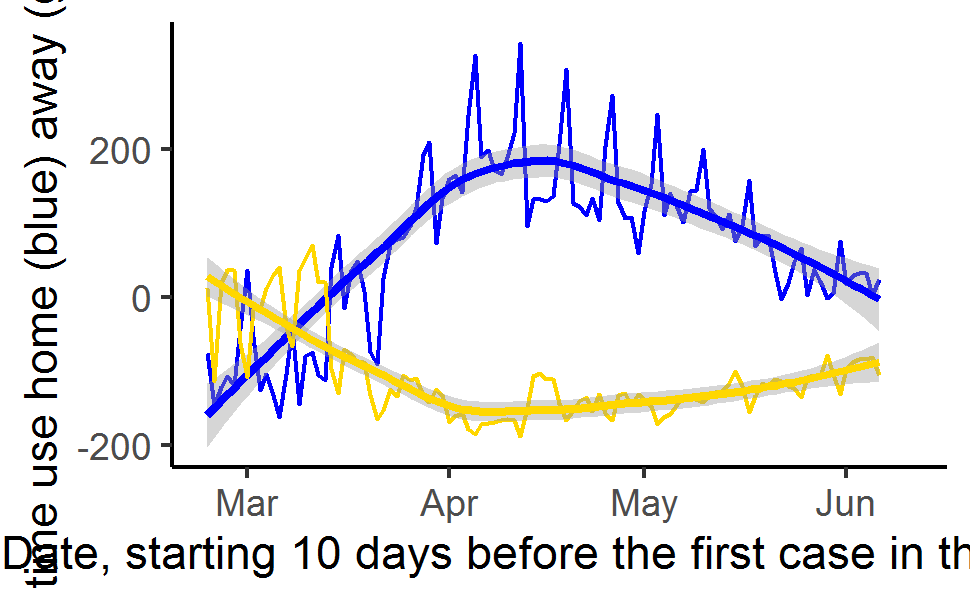 time use home (blue) away (
200
0
-200
Mar Apr May Jun
Date, starting 10 days before the first case in th